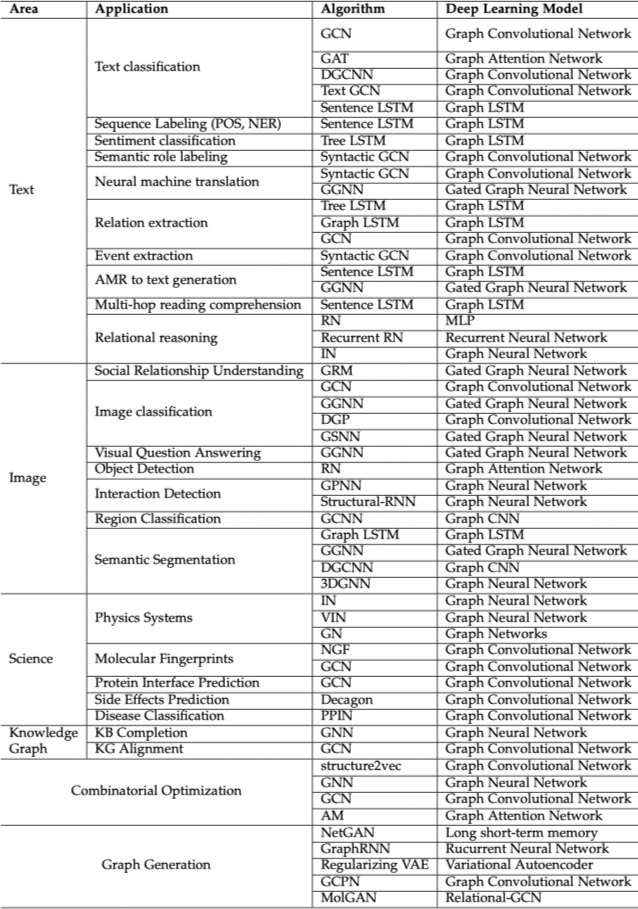 Area Application Algorithm Deep Learning Model
Text Text classification GCN Graph Convolutional Network
GAT Graph Attention Network
DGCNN Graph Convolutional Network
Text GCN Graph Convolutional Network
Sentence LSTM Graph LSTM
Sequence Labeling (POS, NER) Sentence LSTM Graph LSTM
Sentiment classification Tree LSTM Graph LSTM
Semantic role labeling Syntactic GCN Graph Convolutional Network
Neural machine translation Syntactic GCN Graph Convolutional Network
GGNN Gated Graph Neural Network
Relation extraction Tree LSTM Graph LSTM
Graph LSTM Graph LSTM
GCN Graph Convolutional Network
Event extraction Syntactic GCN Graph Convolutional Network
AMR to text generation Sentence LSTM Graph LSTM
GGNN Gated Graph Neural Network
Multi-hop reading comprehension Sentence LSTM Graph LSTM
Relational reasoning RN MLP
Recurrent RN Recurrent Neural Network
IN Graph Neural Network
Image Social Relationship Understanding GRM Gated Graph Neural Network
Image classification GCN Graph Convolutional Network
GGNN Gated Graph Neural Network
DGP Graph Convolutional Network
GSNN Gated Graph Neural Network
Visual Question Answering GGNN Gated Graph Neural Network
Object Detection RN Graph Attention Network
Interaction Detection GPNN Graph Neural Network
Structural-RNN Graph Neural Network
Region Classification GCNN Graph CNN
Semantic Segmentation Graph LSTM Graph LSTM
GGNN Gated Graph Neural Network
DGCNN Graph CNN
3DGNN Graph Neural Network
Science Physics Systems IN Graph Neural Network
VIN Graph Neural Network
GN Graph Networks
Molecular Fingerprints NGF Graph Convolutional Network
GCN Graph Convolutional Network
Protein Interface Prediction GCN Graph Convolutional Network
Side Effects Prediction Decagon Graph Convolutional Network
Disease Classification PPIN Graph Convolutional Network
Knowledge KB Completion GNN Graph Neural Network
Graph KG Alignment GCN Graph Convolutional Network
Combinatorial Optimization structure2vec Graph Convolutional Network
GNN Graph Neural Network
GCN Graph Convolutional Network
AM Graph Attention Network
Graph Generation NetGAN Long short-term memory
GraphRNN Rucurrent Neural Network
Regularizing VAE Variational Autoencoder
GCPN Graph Convolutional Network
MolGAN Relational-GCN